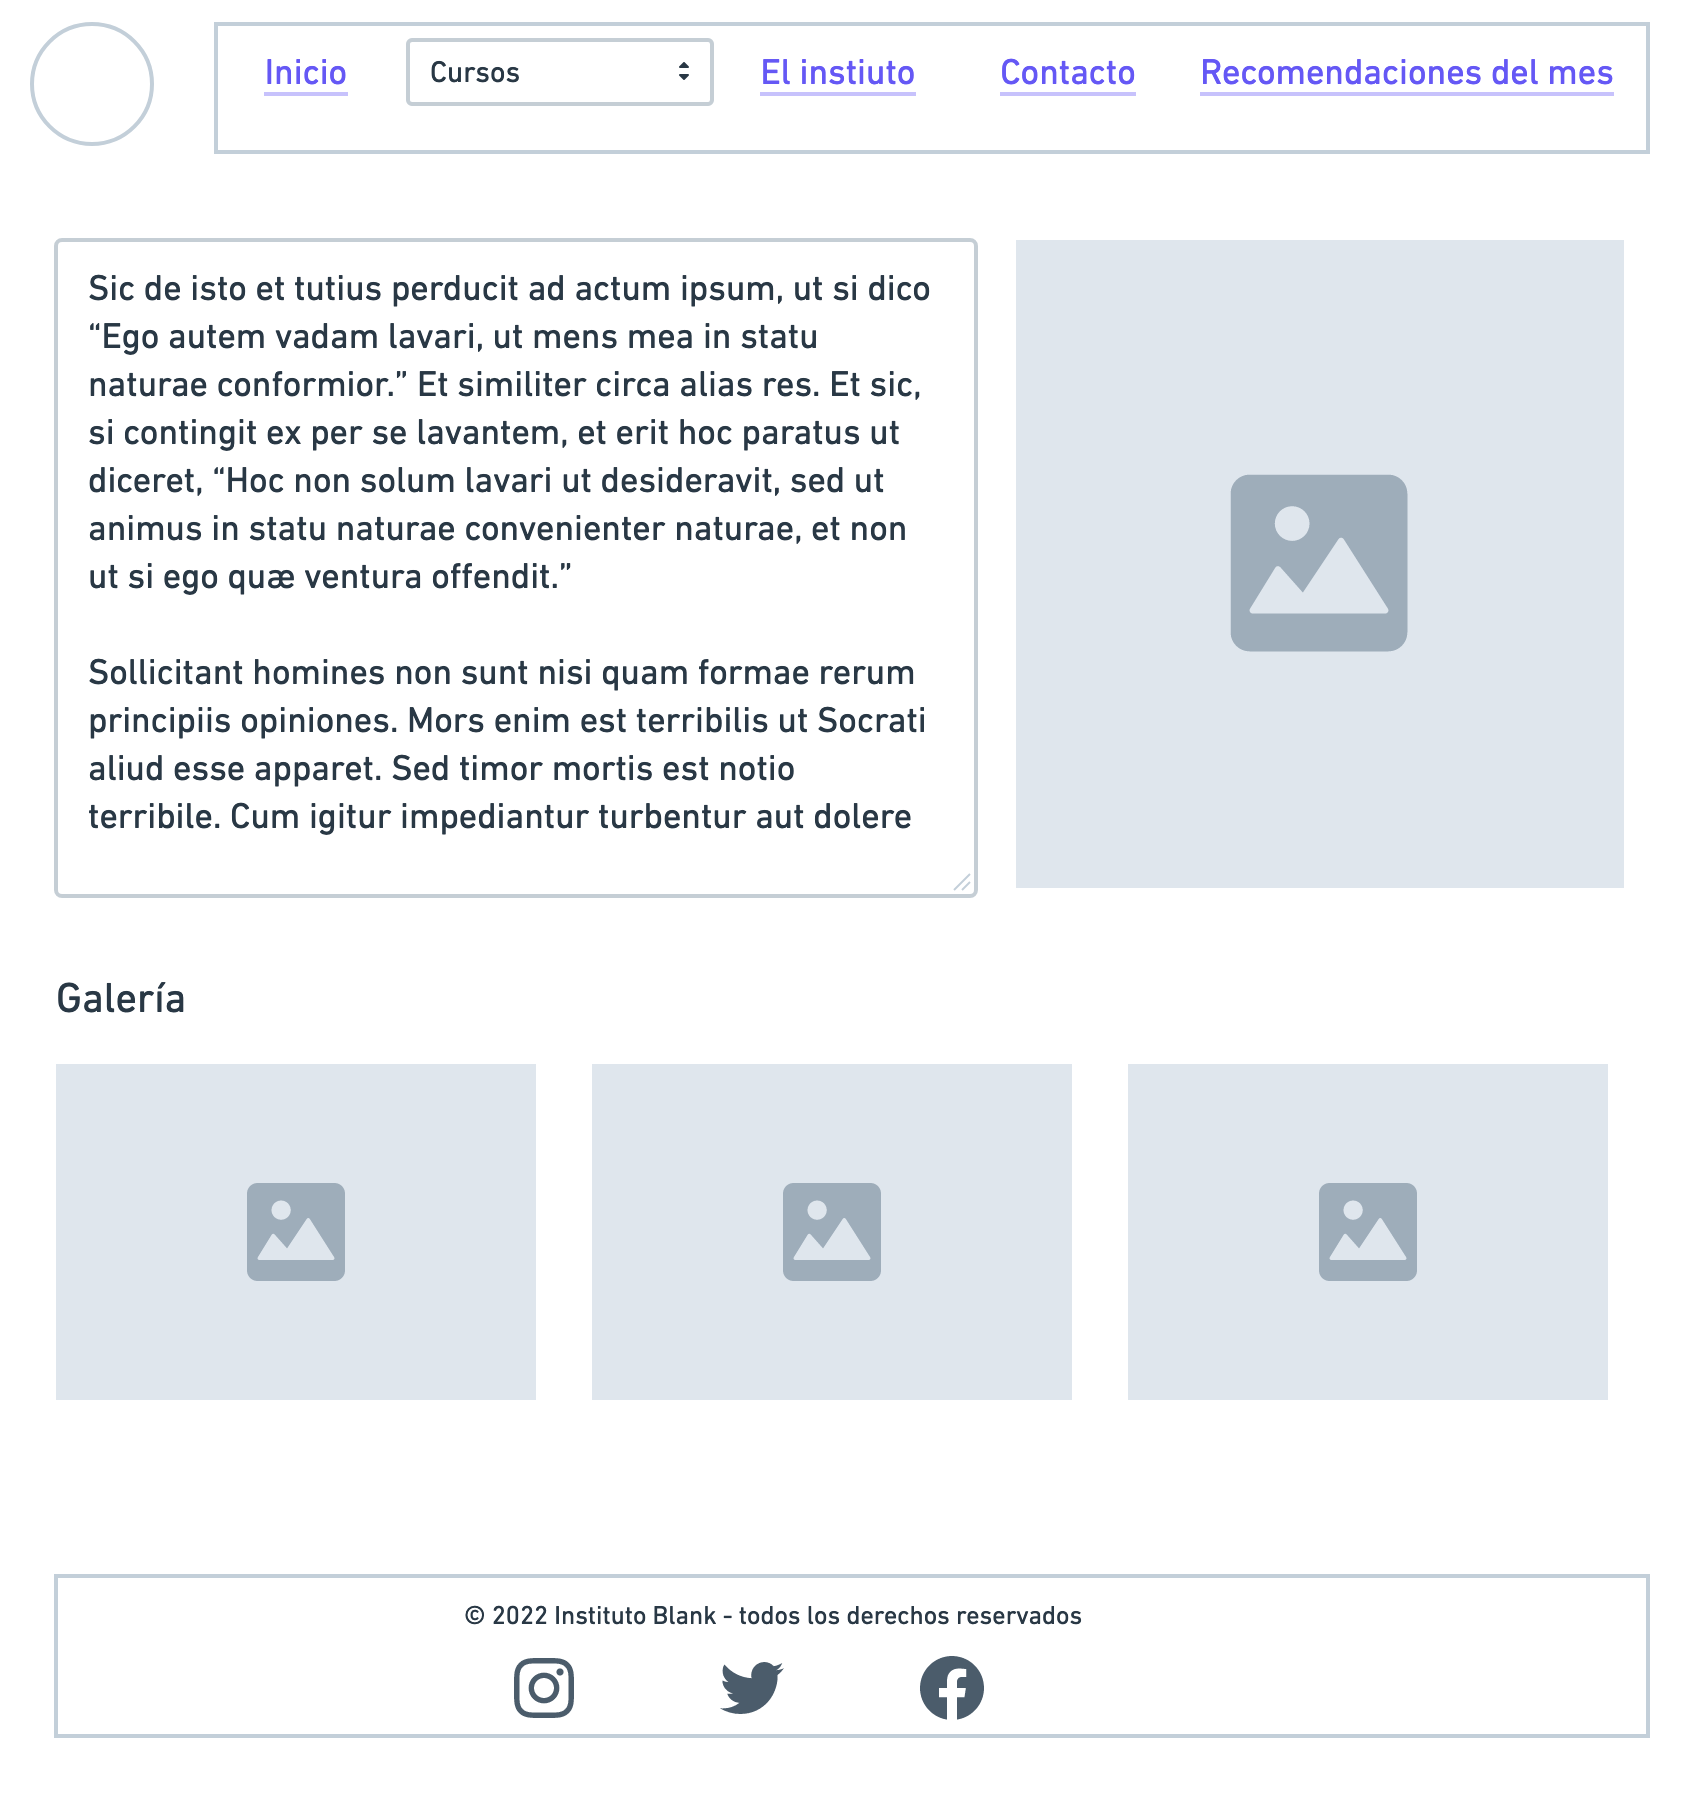 Inicio
Cursos
El instiuto
Contacto
Recomendaciones del mes
Sic de isto et tutius perducit ad actum ipsum, ut si dico
“Ego autem vadam lavari, ut mens mea in statu
naturae conformior.” Et similiter circa alias res. Et sic,
si contingit ex per se lavantem, et erit hoc paratus ut
diceret, “Hoc non solum lavari ut desideravit, sed ut
animus in statu naturae convenienter naturae, et non
ut si ego quæ ventura offendit.”
Sollicitant homines non sunt nisi quam formae rerum
principiis opiniones. Mors enim est terribilis ut Socrati
aliud esse apparet. Sed timor mortis est notio
terribile. Cum igitur impediantur turbentur aut dolere
Galería
© 2022 Instituto Blank - todos los derechos reservados